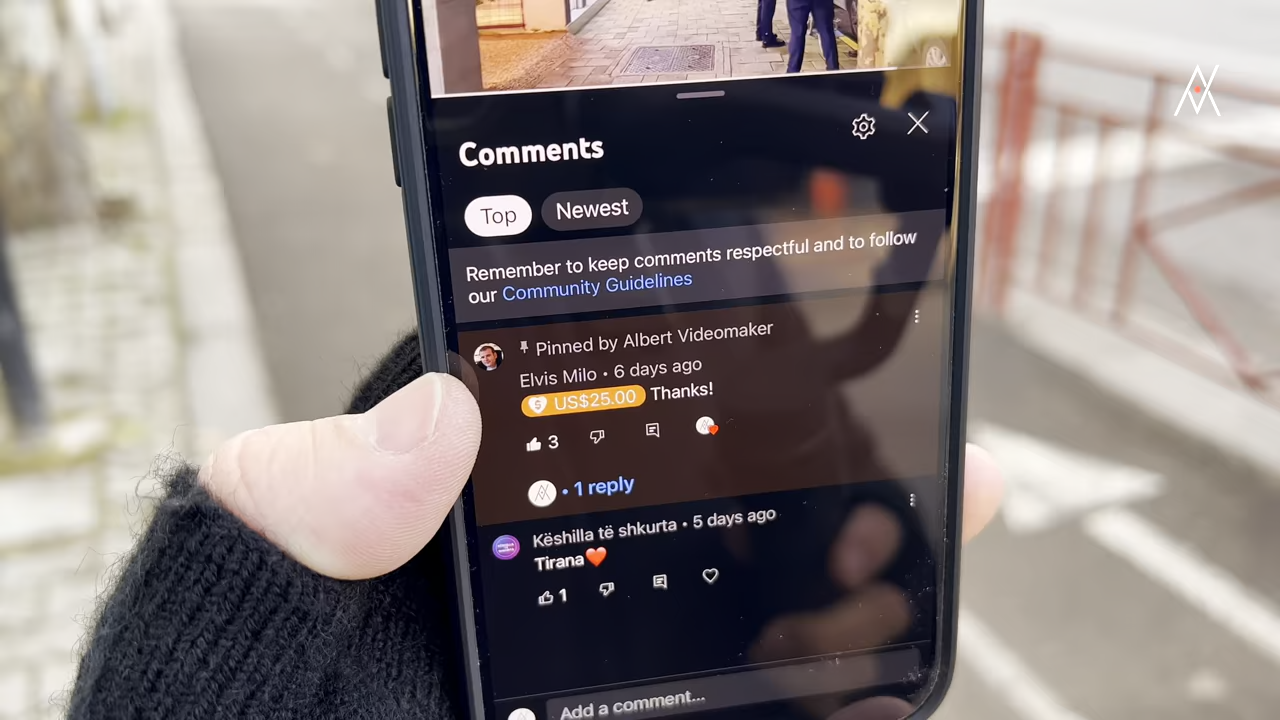 Comments
Top
Newest
Remember to keep comments respectful and to follow
our Community Guidelines
Pinned by Albert Videomaker
Elvis Milo • 6 days ago
US$25.00 Thanks!
3
• 1 reply
Këshilla të shkurta • 5 days ago
Tirana❤️
1
Add a comment...